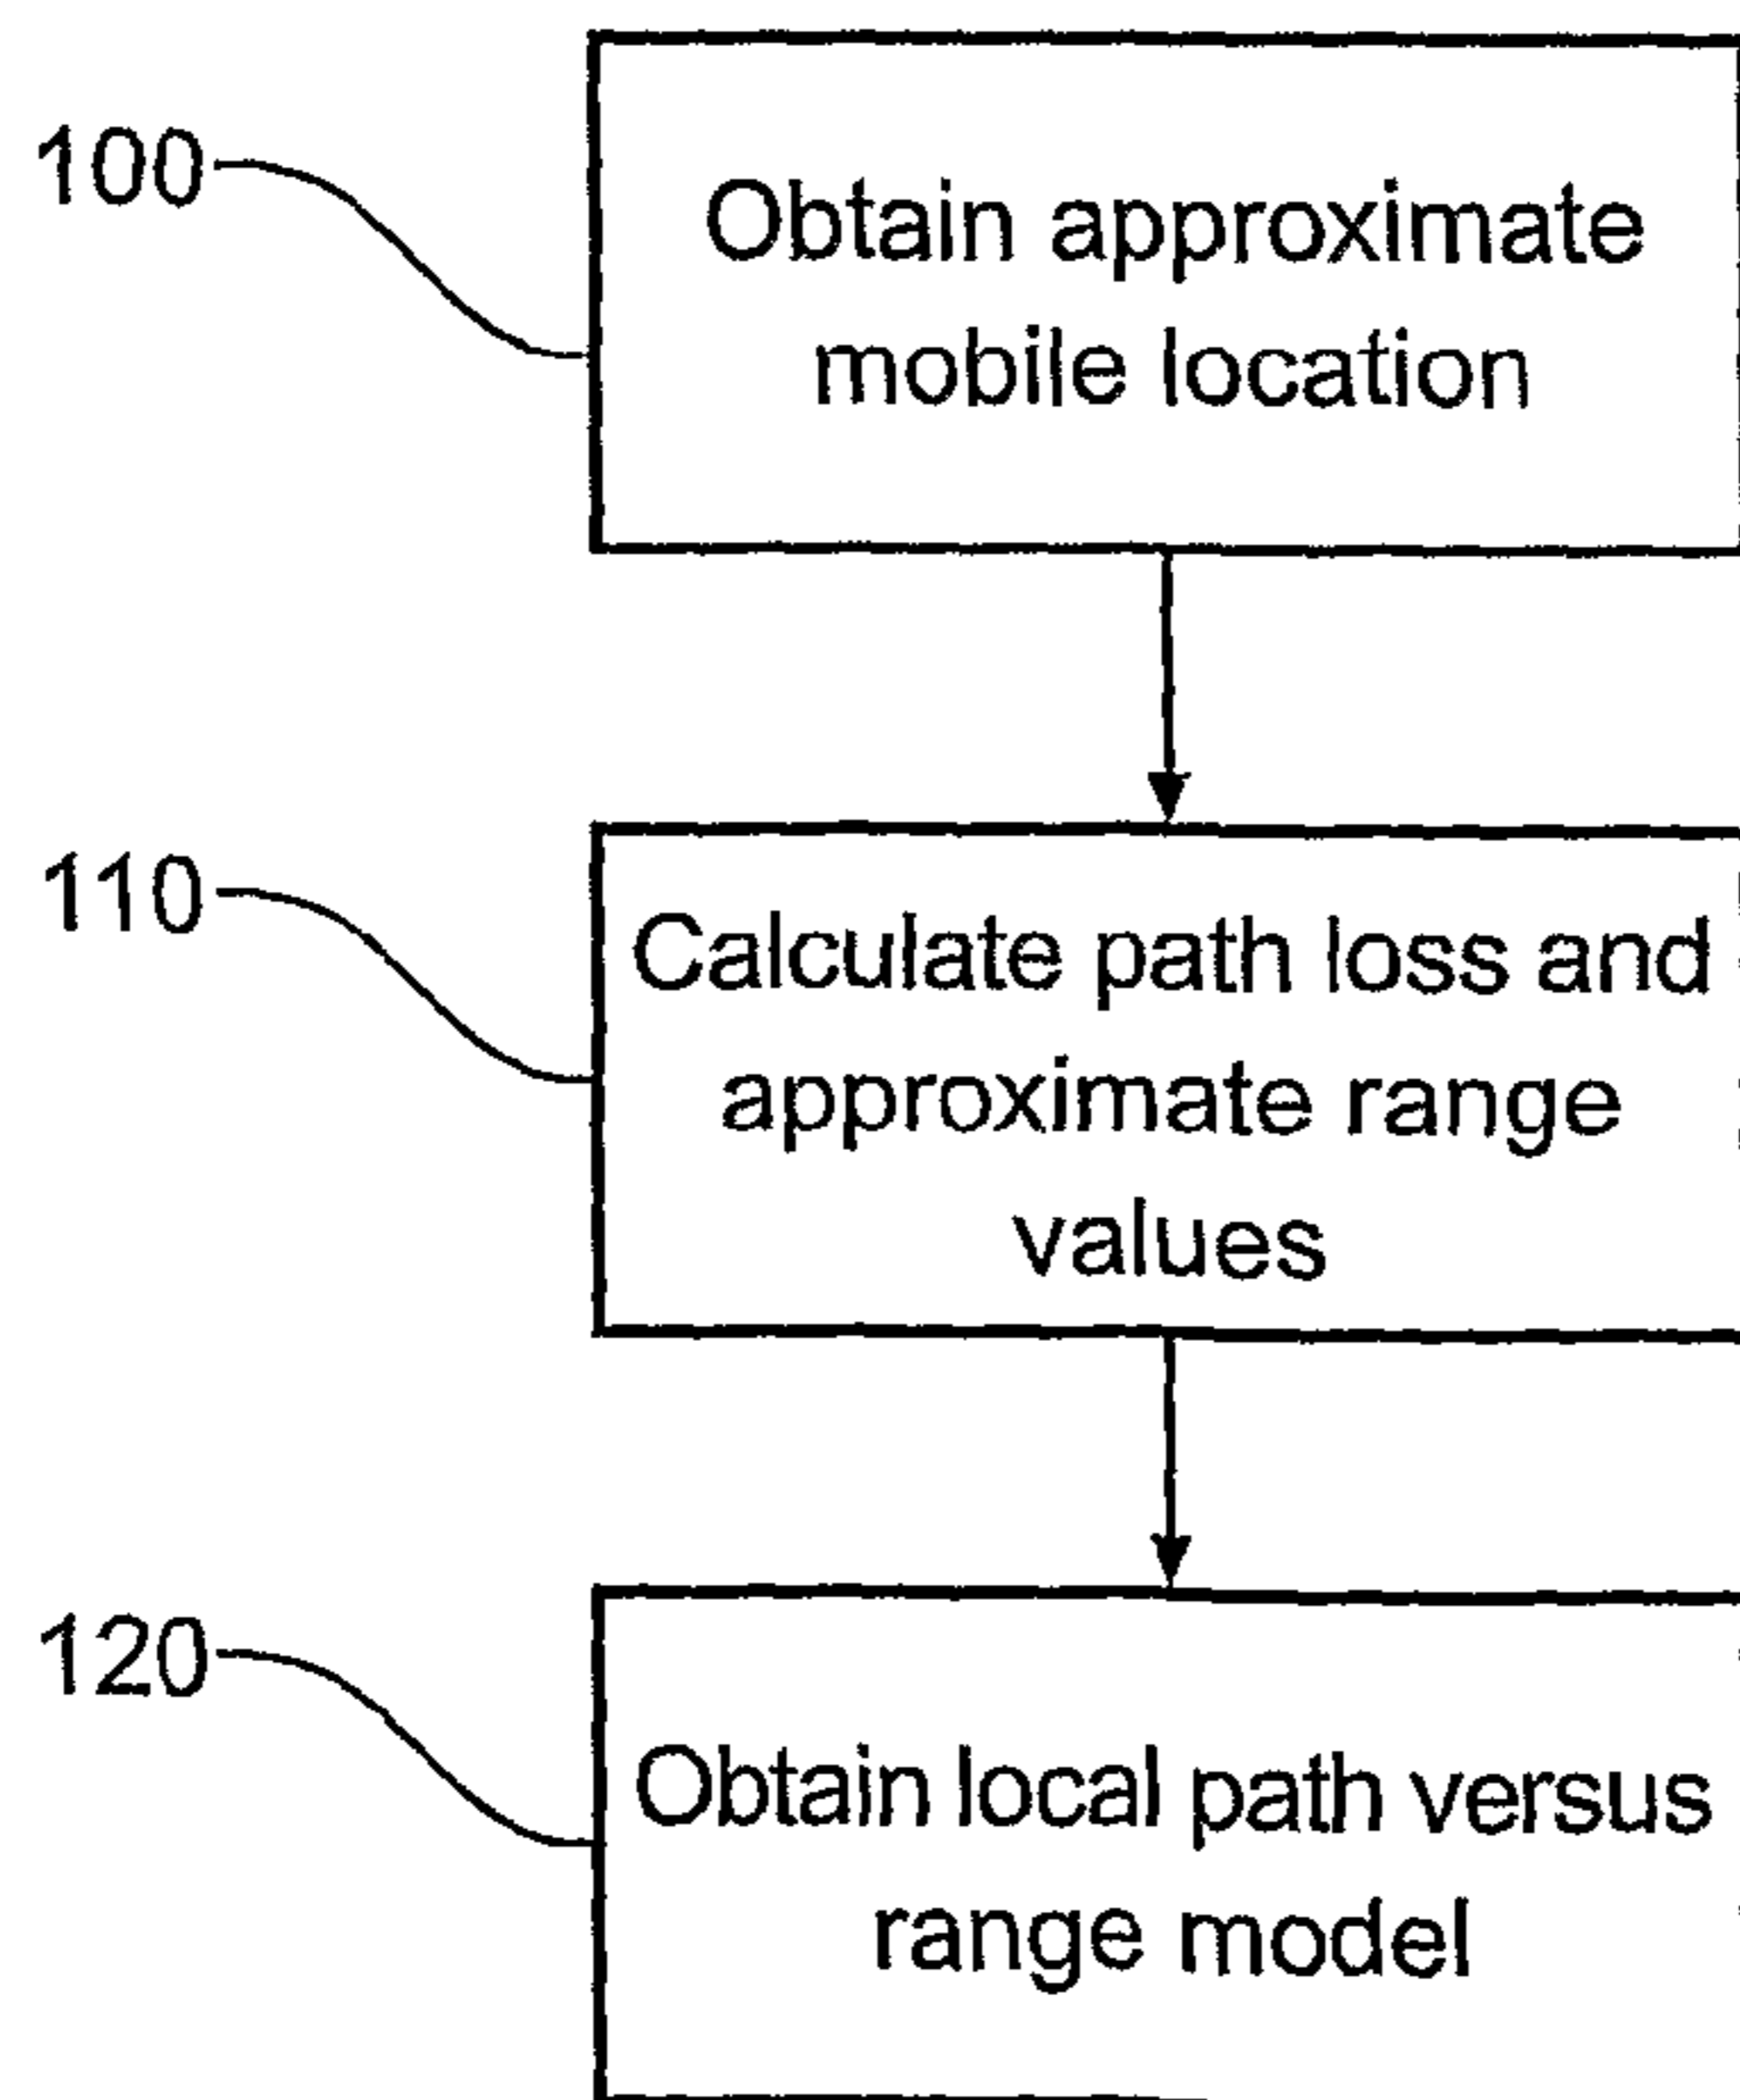 100
Obtain approximate
mobile location
110
Calculate path loss and
approximate range
values
120
Obtain local path versus
range model